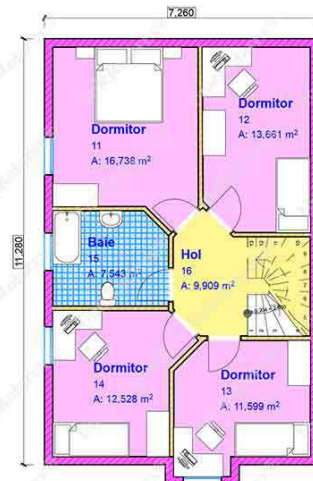 7,260
11,280
Dormitor
11
A: 16,738 m²
Dormitor
12
A: 13,661 m²
Baie
15
A: 7,543 m²
Hol
16
A: 9,909 m²
Dormitor
14
A: 12,528 m²
Dormitor
13
A: 11,599 m²